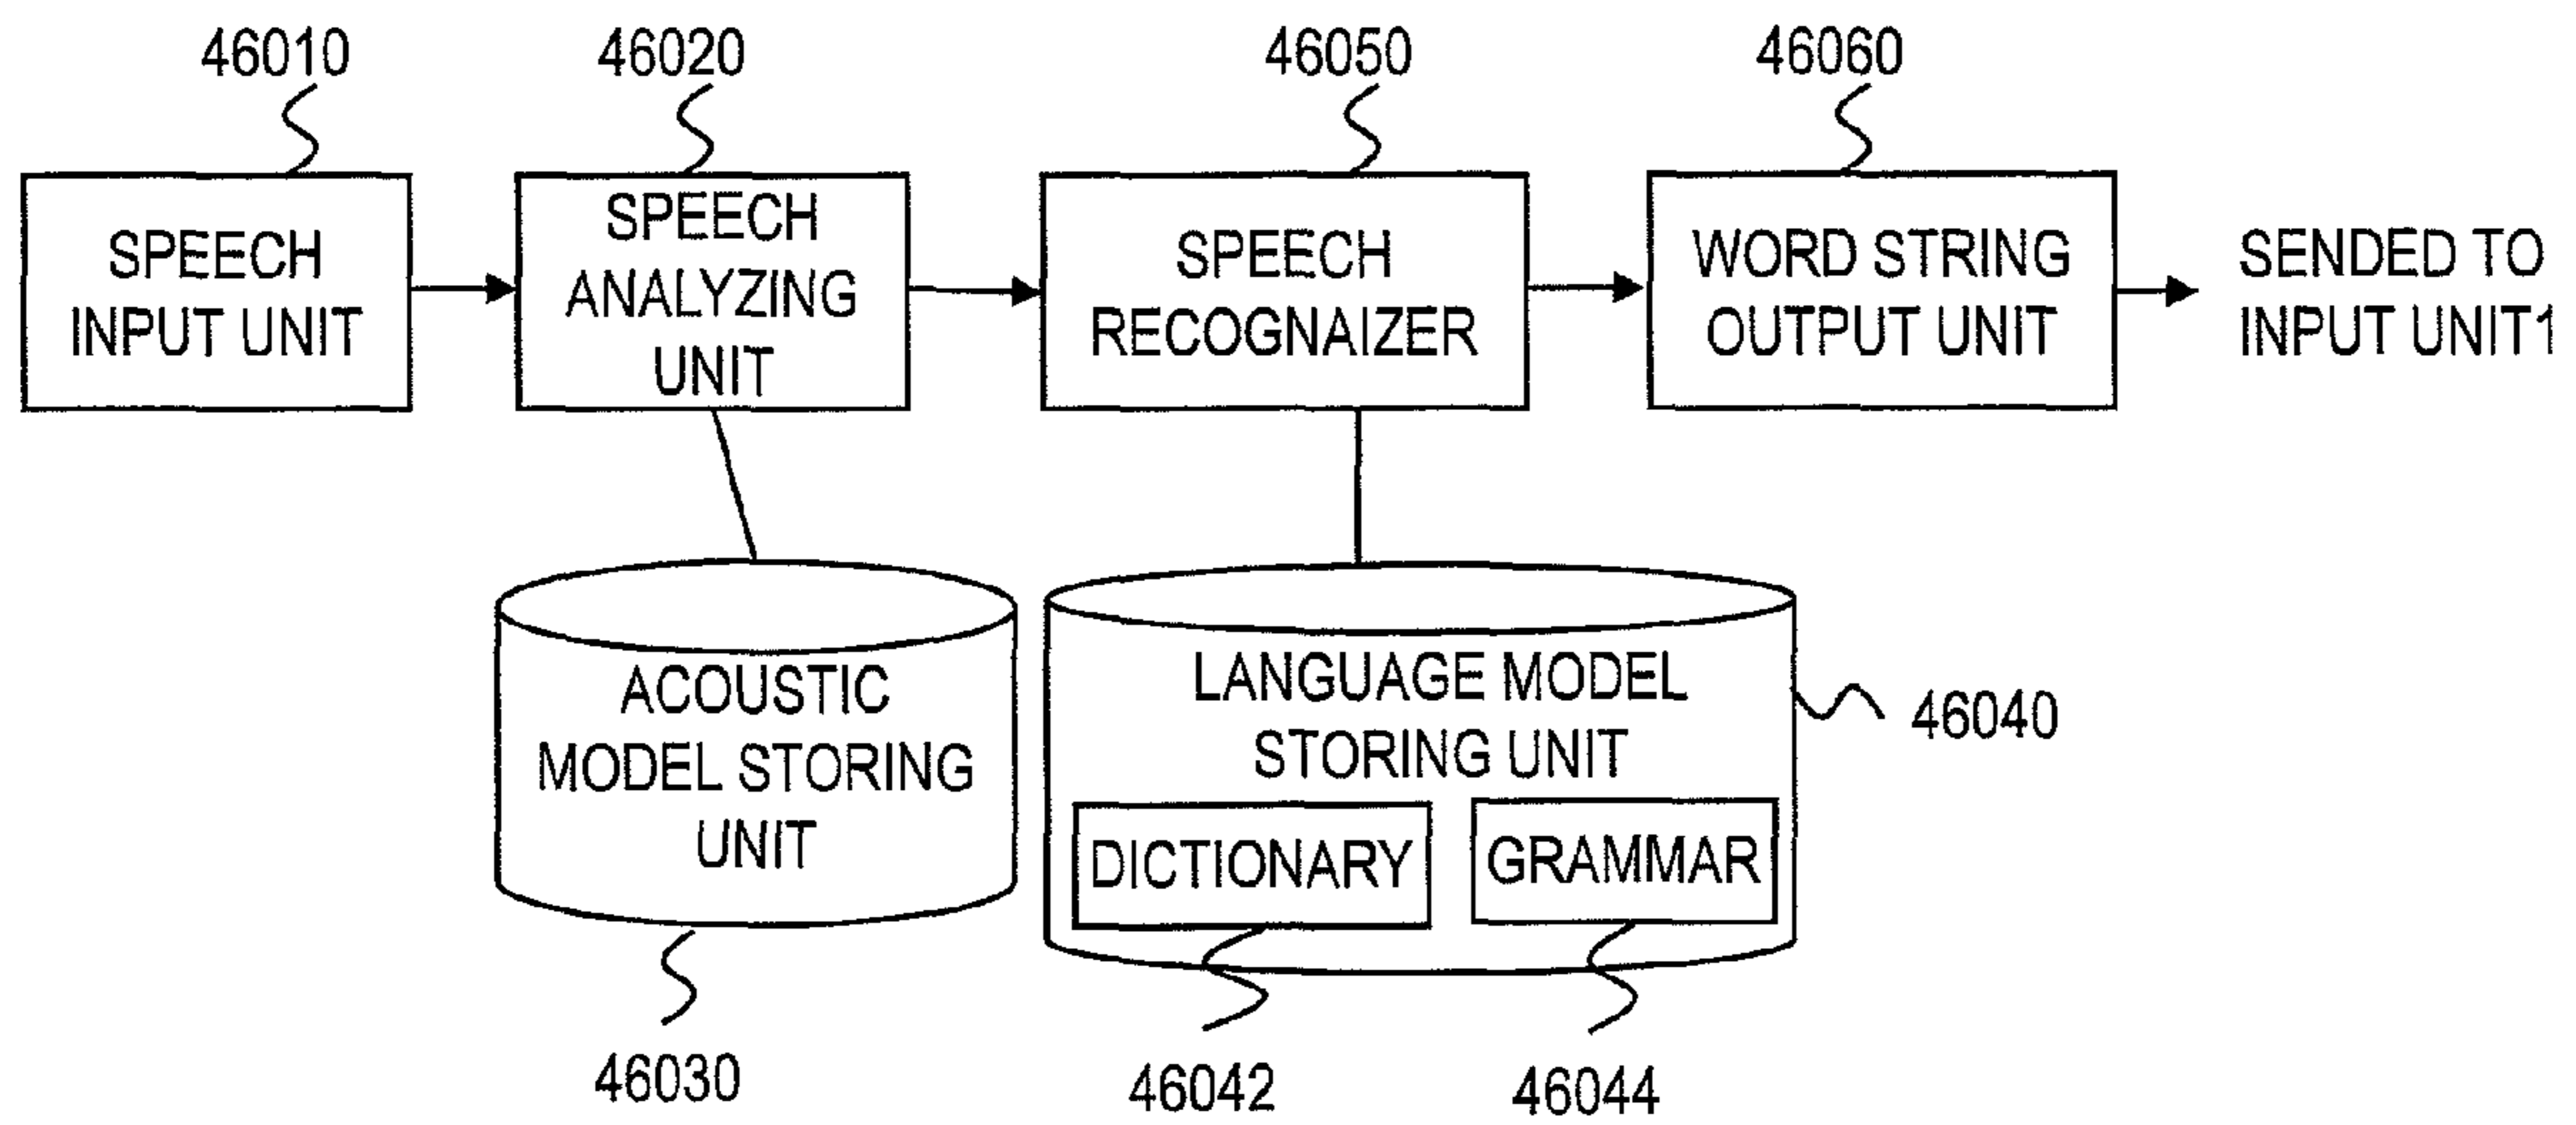 46010
46020
46050
46060
SPEECH
INPUT UNIT
SPEECH
ANALYZING
UNIT
SPEECH
RECOGNAIZER
WORD STRING
OUTPUT UNIT
SENDED TO
INPUT UNIT1
ACOUSTIC
MODEL STORING
UNIT
LANGUAGE MODEL
STORING UNIT
DICTIONARY
GRAMMAR
46040
46030
46042
46044